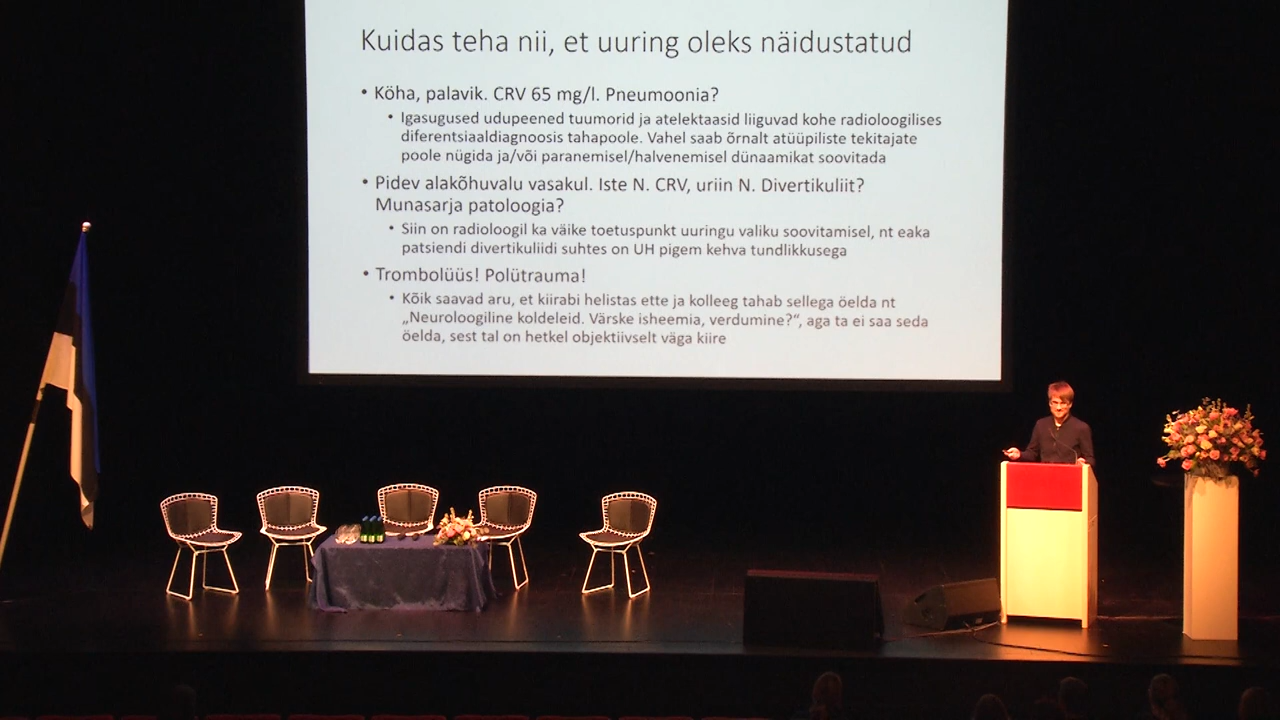 Kuidas teha nii, et uuring oleks näidustatud
• Köha, palavik. CRV 65 mg/l. Pneumoonia?
• Igasugused udupeened tuumorid ja atelektaasid liiguvad kohe radioloogilises
diferentsiaaldiagnoosis tahapoole. Vahel saab õrnalt atüüpiliste tekitajate
poole nügida ja/või paranemisel/halvenemisel dünaamikat soovitada
• Pidev alakõhuvalu vasakul. Iste N. CRV, uriin N. Divertikuliit?
Munasarja patoloogia?
• Siin on radioloogil ka väike toetuspunkt uuringu valiku soovitamisel, nt eaka
patsiendi divertikuliidi suhtes on UH pigem kehva tundlikkusega
• Trombolüüs! Polütrauma!
• Kõik saavad aru, et kiirabi helistas ette ja kolleeg tahab sellega öelda nt
„Neuroloogiline koldeleid. Värske isheemia, verdumine?“, aga ta ei saa seda
öelda, sest tal on hetkel objektiivselt väga kiire